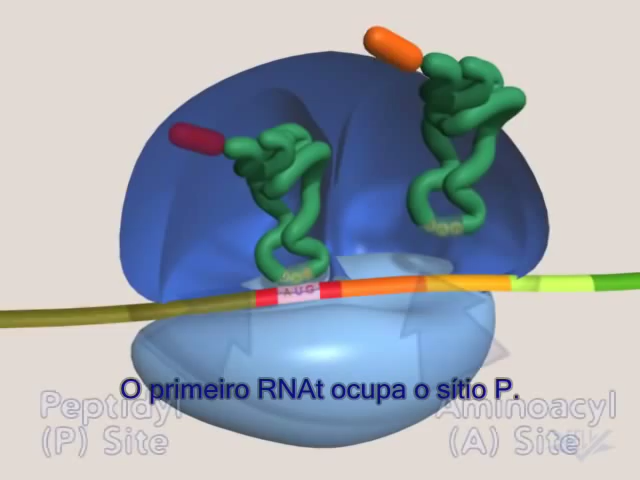 AUG
O primeiro RNAt ocupa o sítio P.
Peptidyl
(P) Site
Aminoacyl
(A) Site